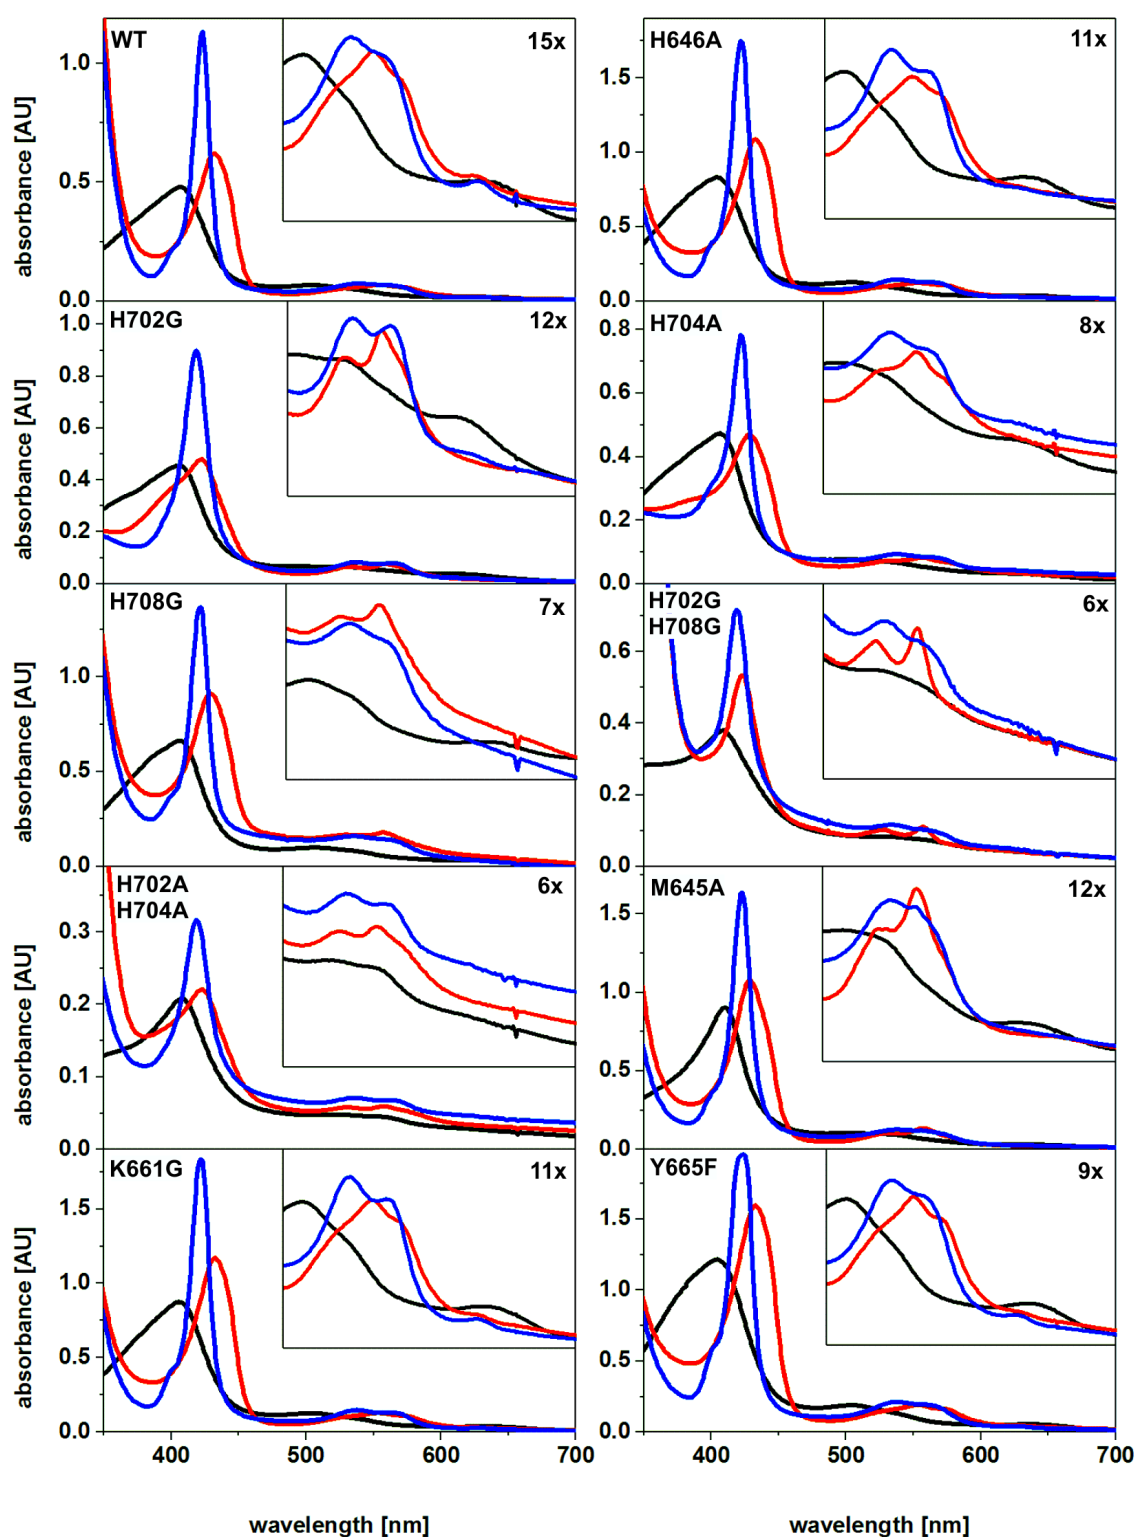 WT
15x
absorbance [AU]
1.0
0.5
0.0
H646A
11x
1.5
1.0
0.5
0.0
H702G
12x
absorbance [AU]
1.0
0.8
0.6
0.4
0.2
0.0
H704A
8x
0.8
0.6
0.4
0.2
0.0
H708G
7x
absorbance [AU]
1.0
0.5
0.0
H702G
H708G
6x
0.6
0.4
0.2
0.0
H702A
H704A
6x
absorbance [AU]
0.3
0.2
0.1
0.0
M645A
12x
1.5
1.0
0.5
0.0
K661G
11x
absorbance [AU]
1.5
1.0
0.5
0.0
400 500 600 700
wavelength [nm]
Y665F
9x
1.5
1.0
0.5
0.0
400 500 600 700
wavelength [nm]